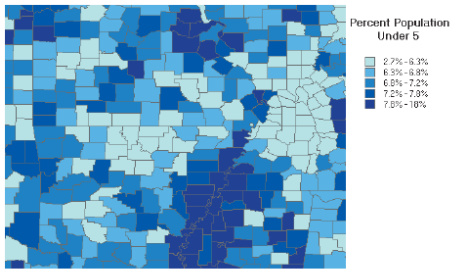 Percent Population
Under 5
2.7% - 6.3%
6.3% - 6.8%
6.8% - 7.2%
7.2% - 7.8%
7.8% - 18%